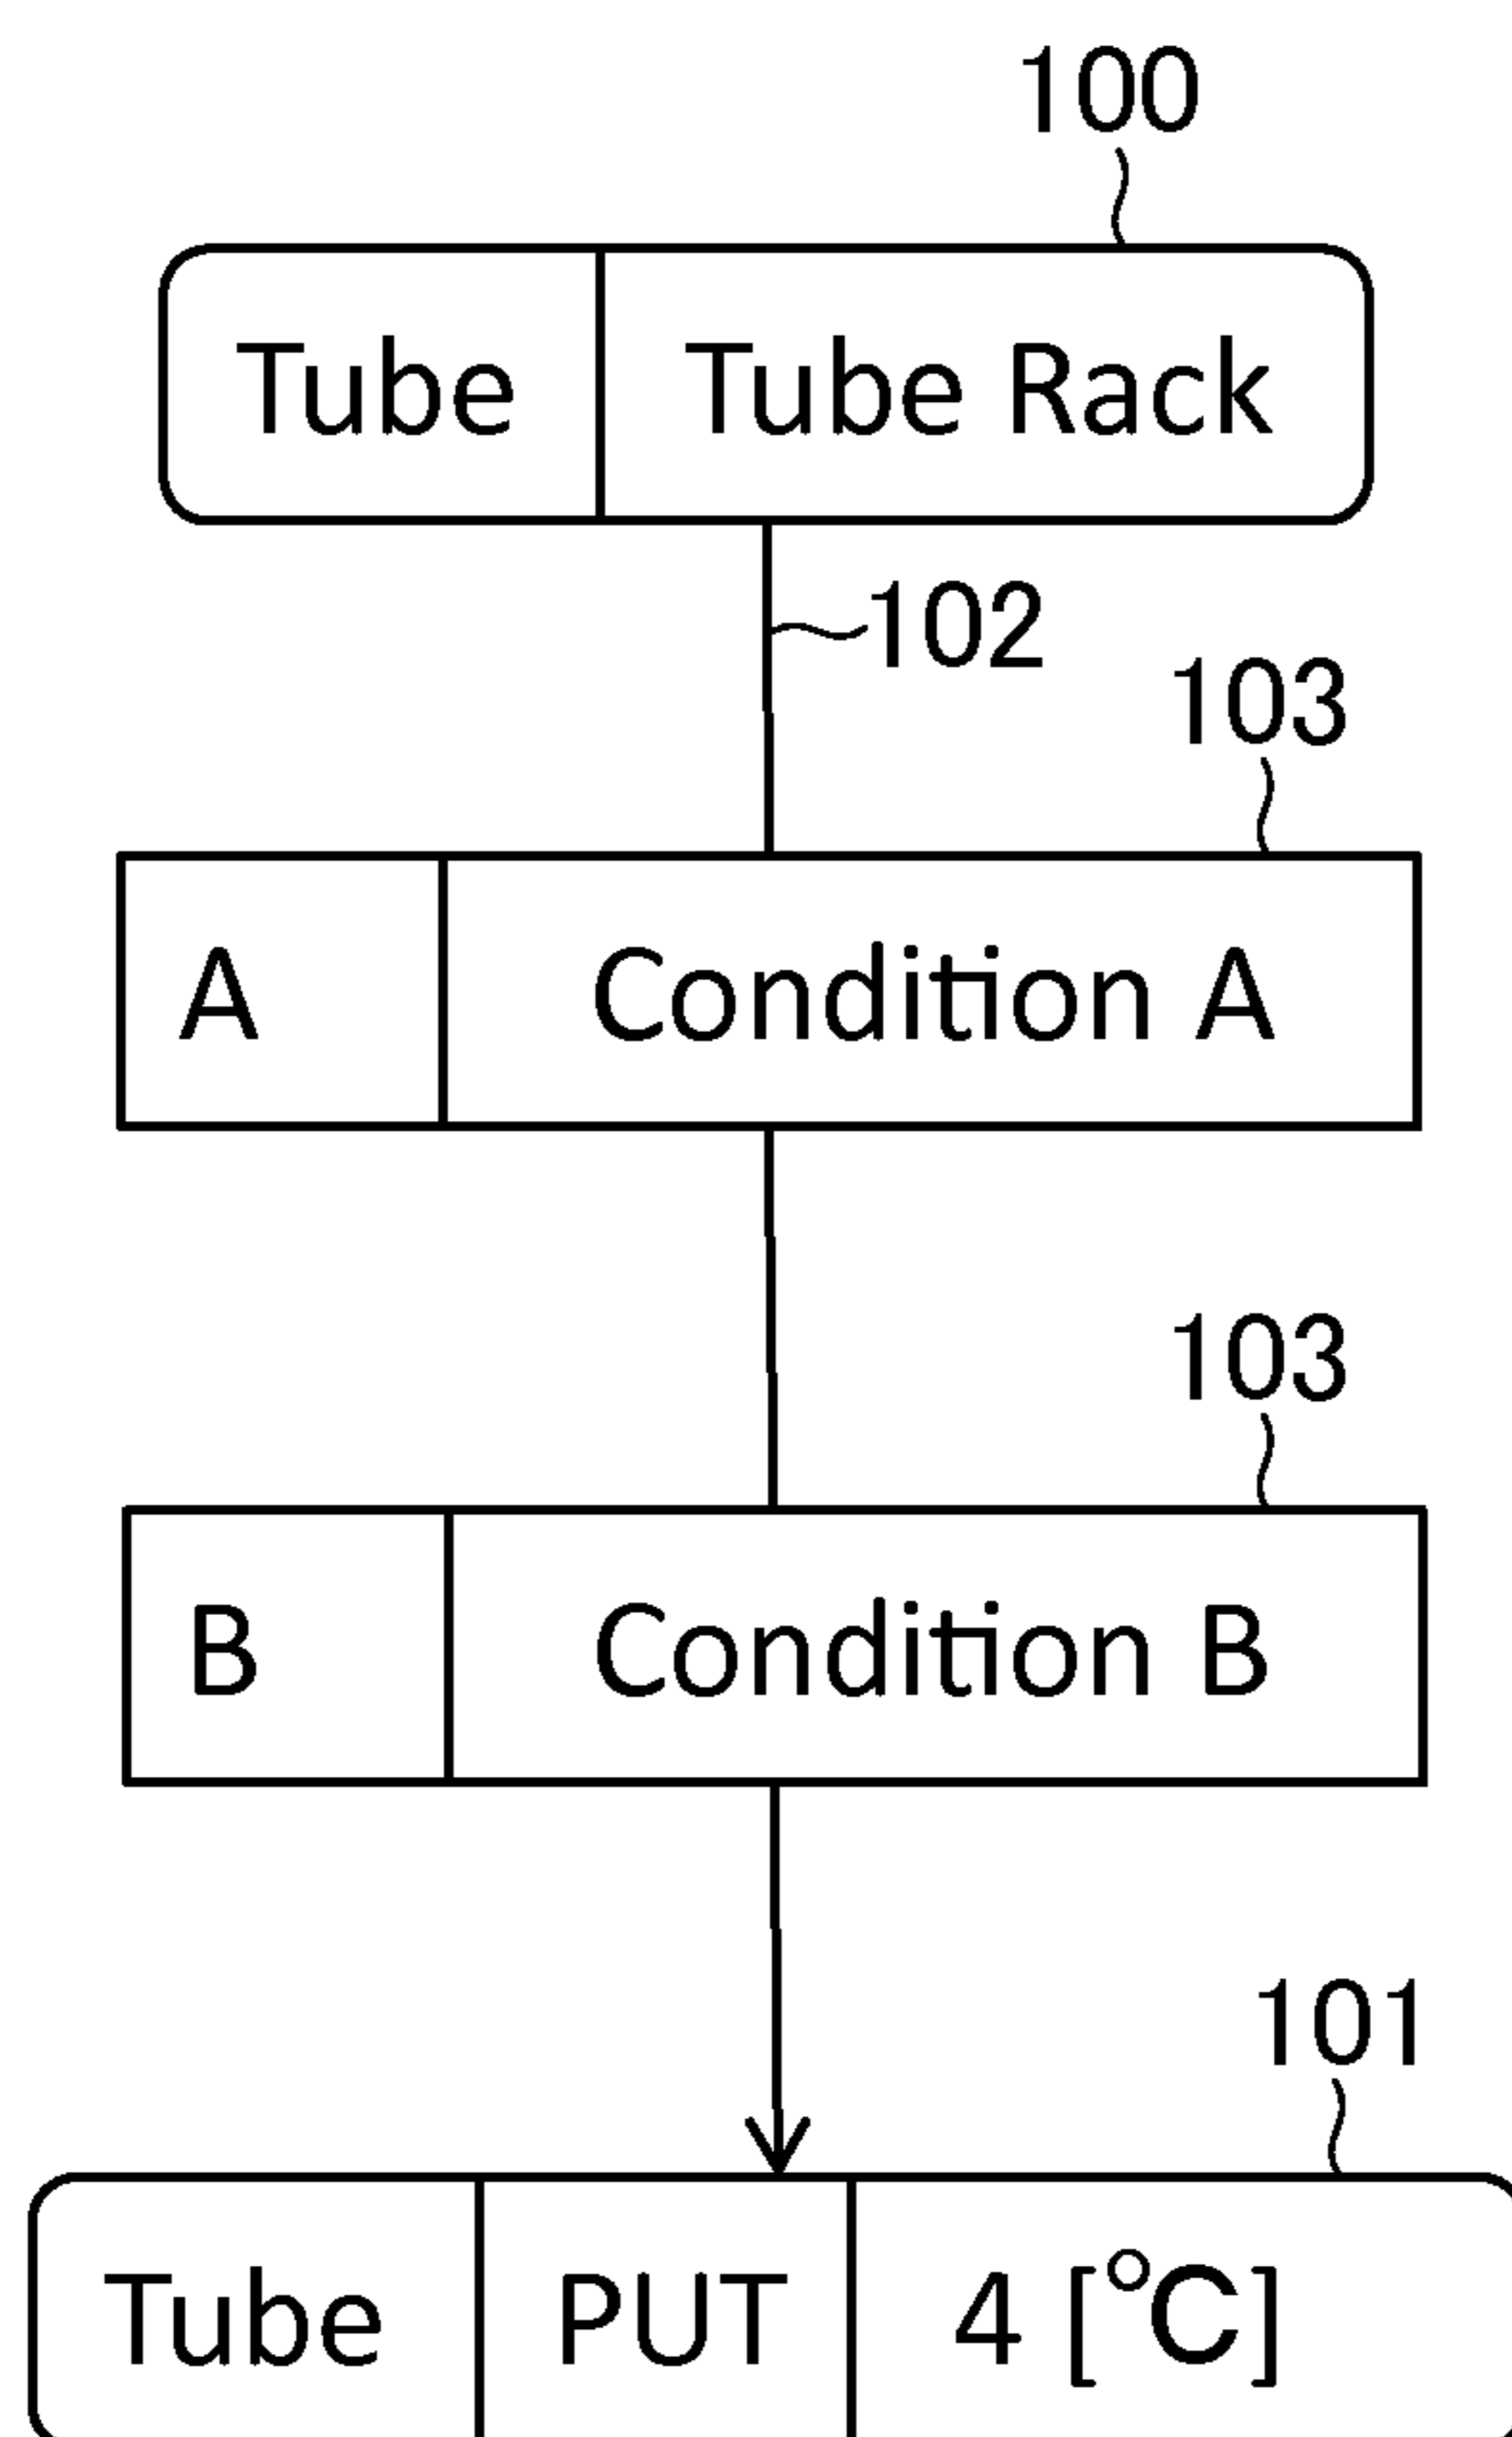 100
Tube Tube Rack
102
103
A Condition A
103
B Condition B
101
Tube PUT 4 [°C]